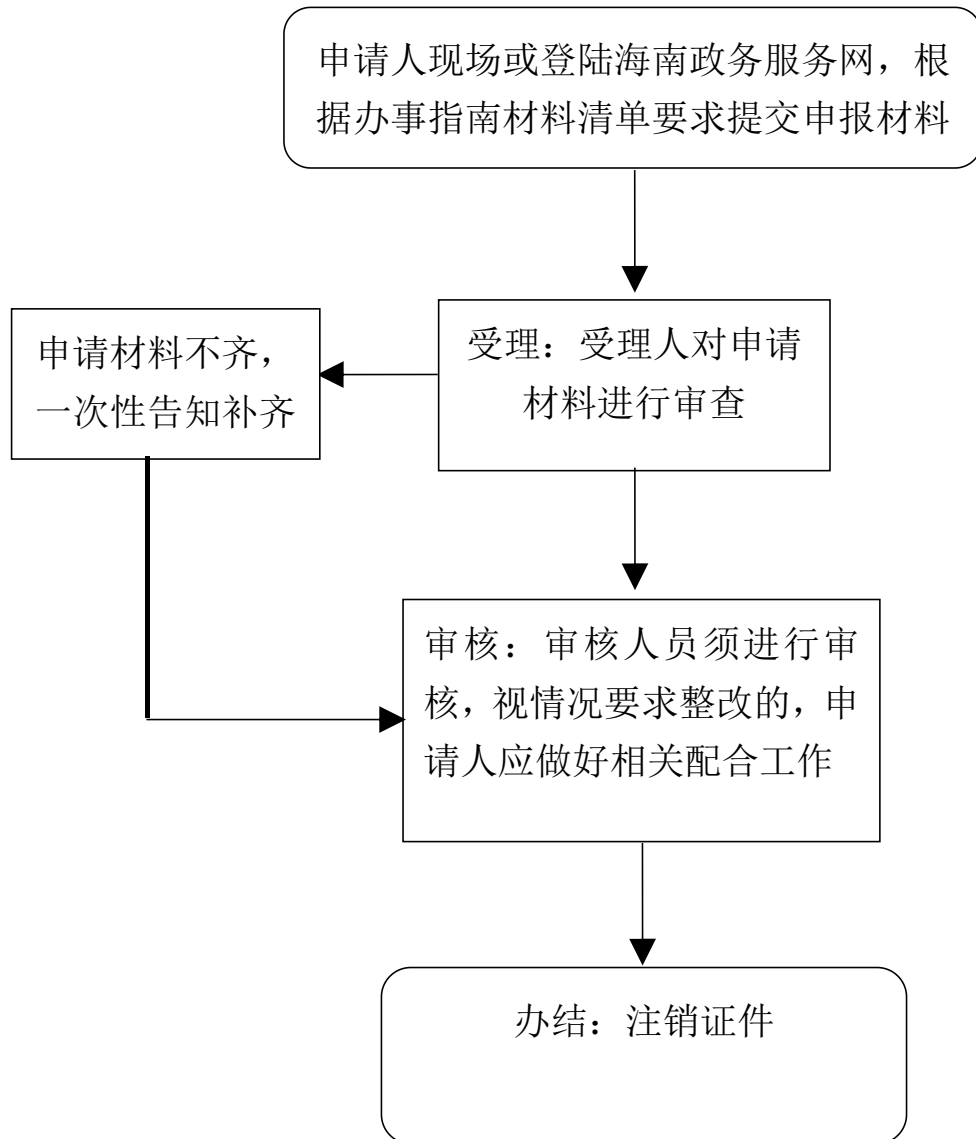 申请人现场或登陆海南政务服务网，根
据办事指南材料清单要求提交申报材料
申请材料不齐，
一次性告知补齐
受理：受理人对申请
材料进行审查
审核：审核人员须进行审
核，视情况要求整改的，申
请人应做好相关配合工作
办结：注销证件